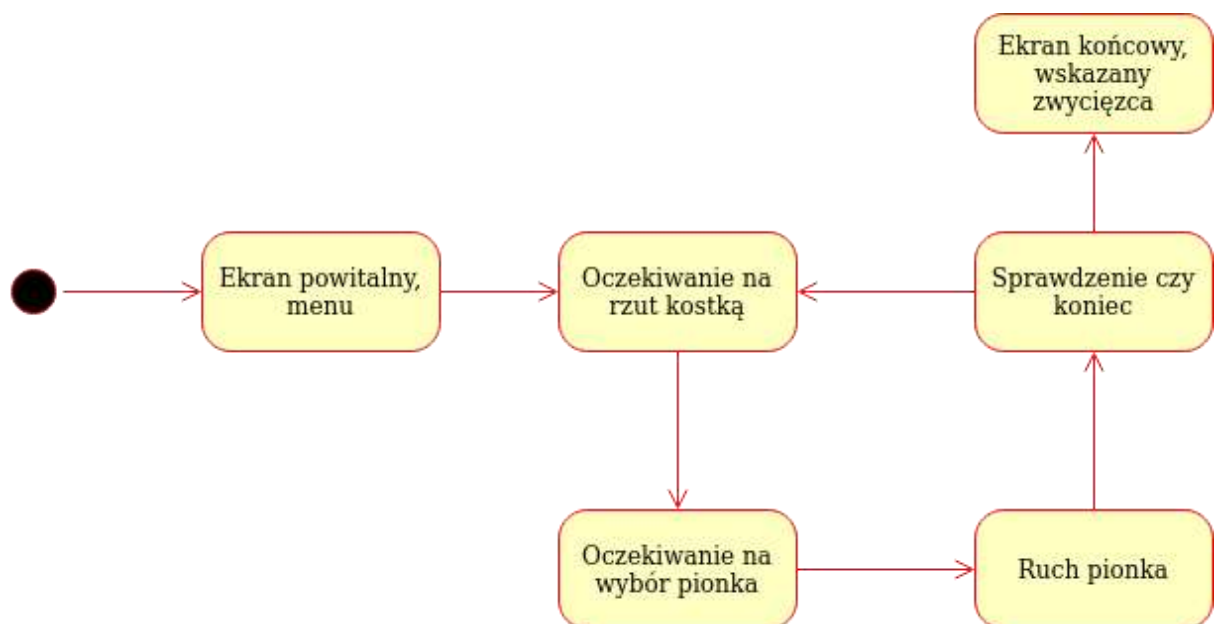 Ekran końcowy,
wskazany
zwycięzca
Ekran powitalny,
menu
Oczekiwanie na
rzut kostką
Sprawdzenie czy
koniec
Oczekiwanie na
wybór pionka
Ruch pionka